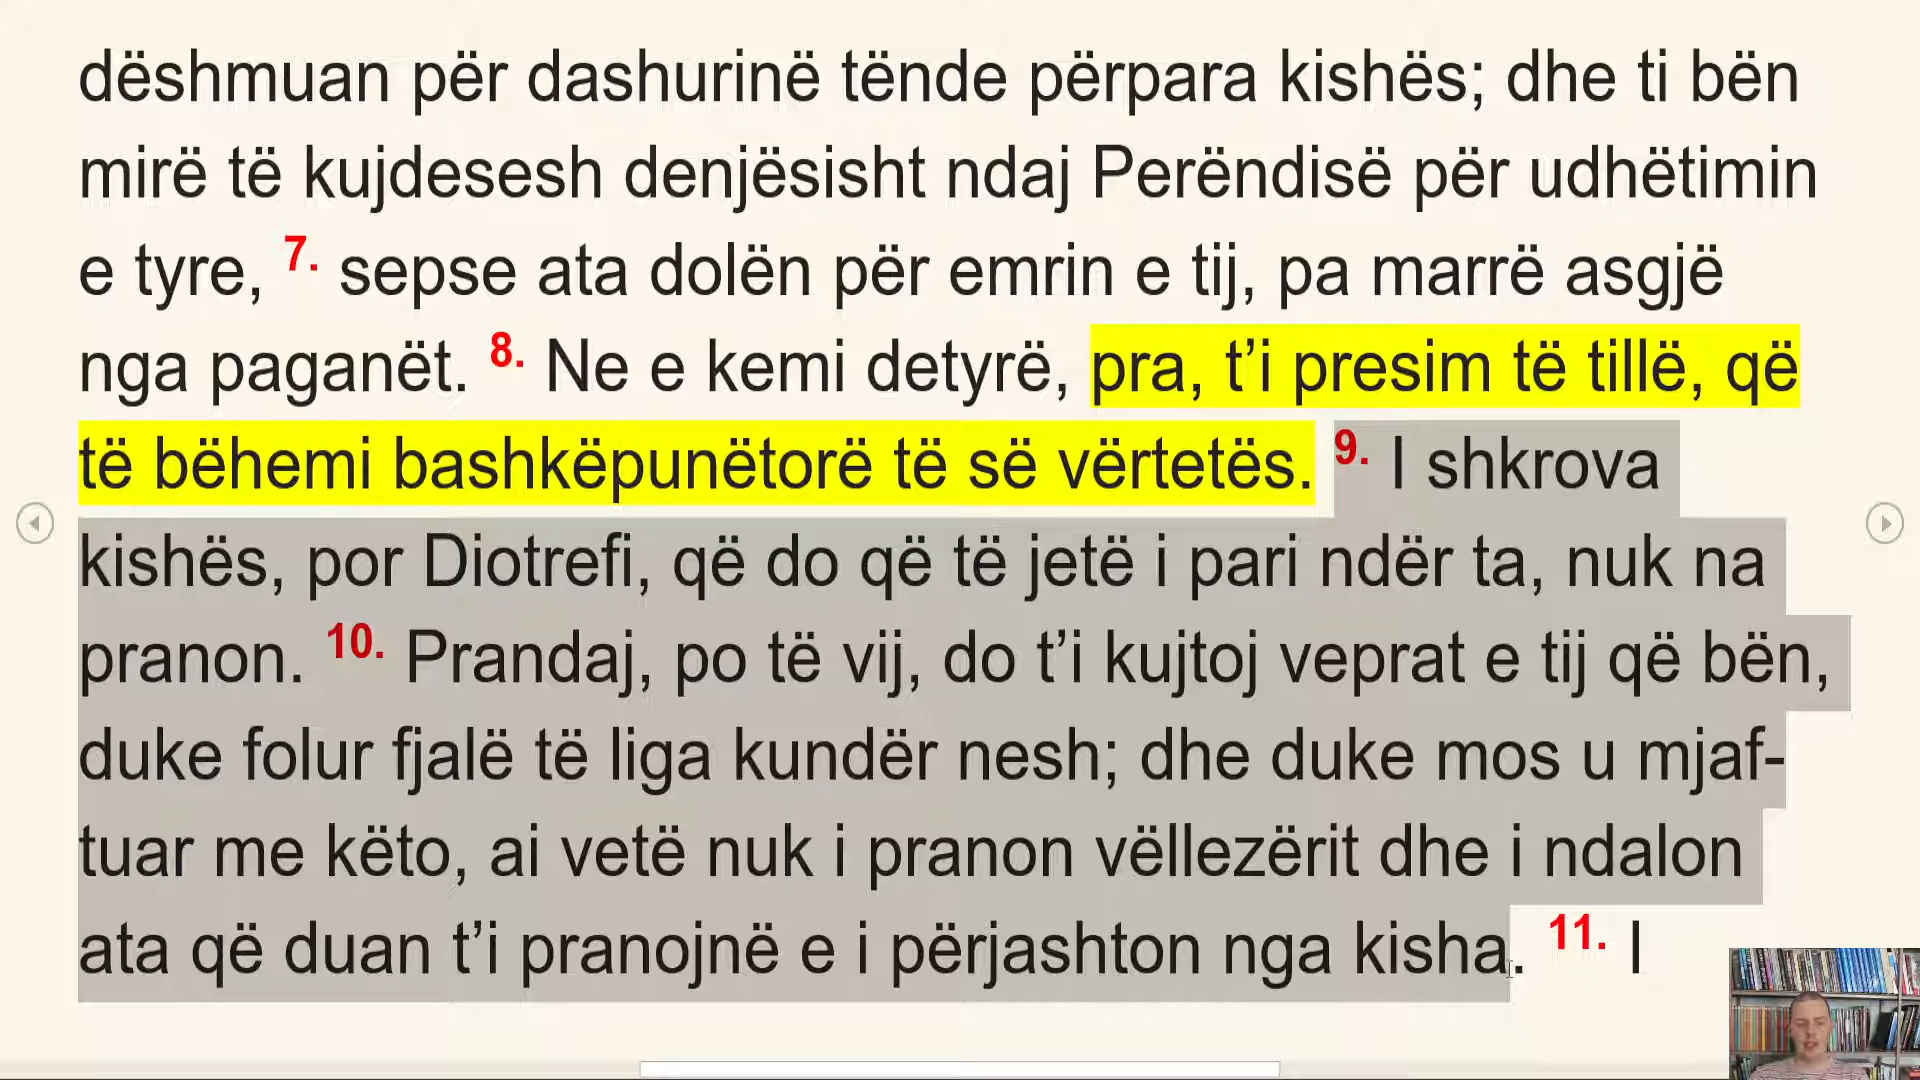 dëshmuan për dashurinë tënde përpara kishës; dhe ti bën
mirë të kujdesesh denjësisht ndaj Perëndisë për udhëtimin
e tyre, 7. sepse ata dolën për emrin e tij, pa marrë asgjë
nga paganët. 8. Ne e kemi detyrë, pra, t’i presim të tillë, që
të bëhemi bashkëpunëtorë të së vërtetës. 9. I shkrova
kishës, por Diotrefi, që do që të jetë i pari ndër ta, nuk na
pranon. 10. Prandaj, po të vij, do t’i kujtoj veprat e tij që bën,
duke folur fjalë të liga kundër nesh; dhe duke mos u mjaf-
tuar me këto, ai vetë nuk i pranon vëllezërit dhe i ndalon
ata që duan t’i pranojnë e i përjashton nga kisha. 11. I